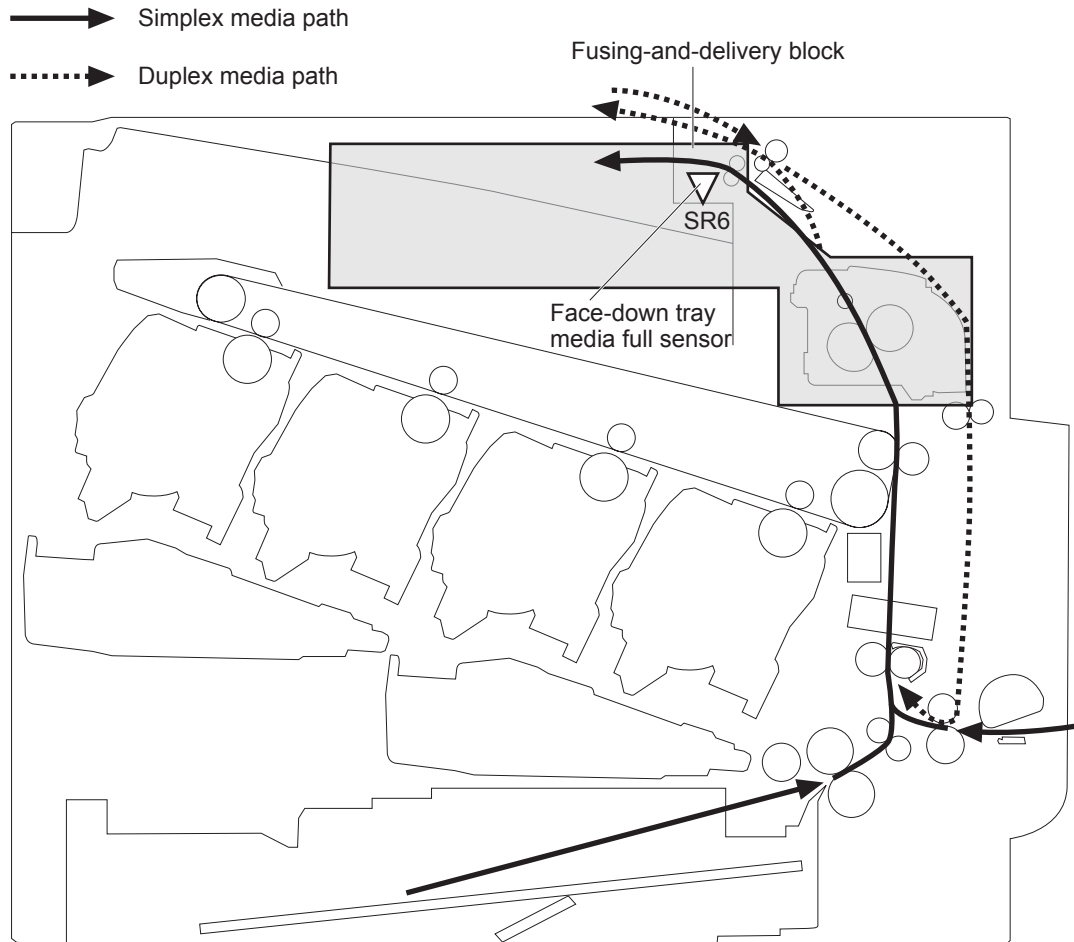 Simplex media path
Duplex media path
Fusing-and-delivery block
SR6
Face-down tray
media full sensor